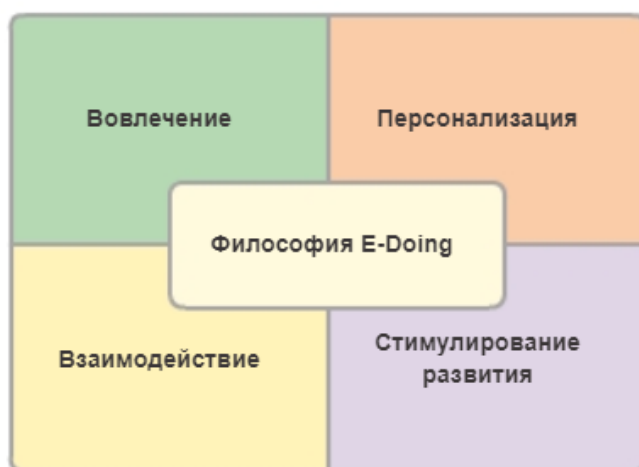 Вовлечение
Персонализация
Философия E-Doing
Взаимодействие
Стимулирование
развития